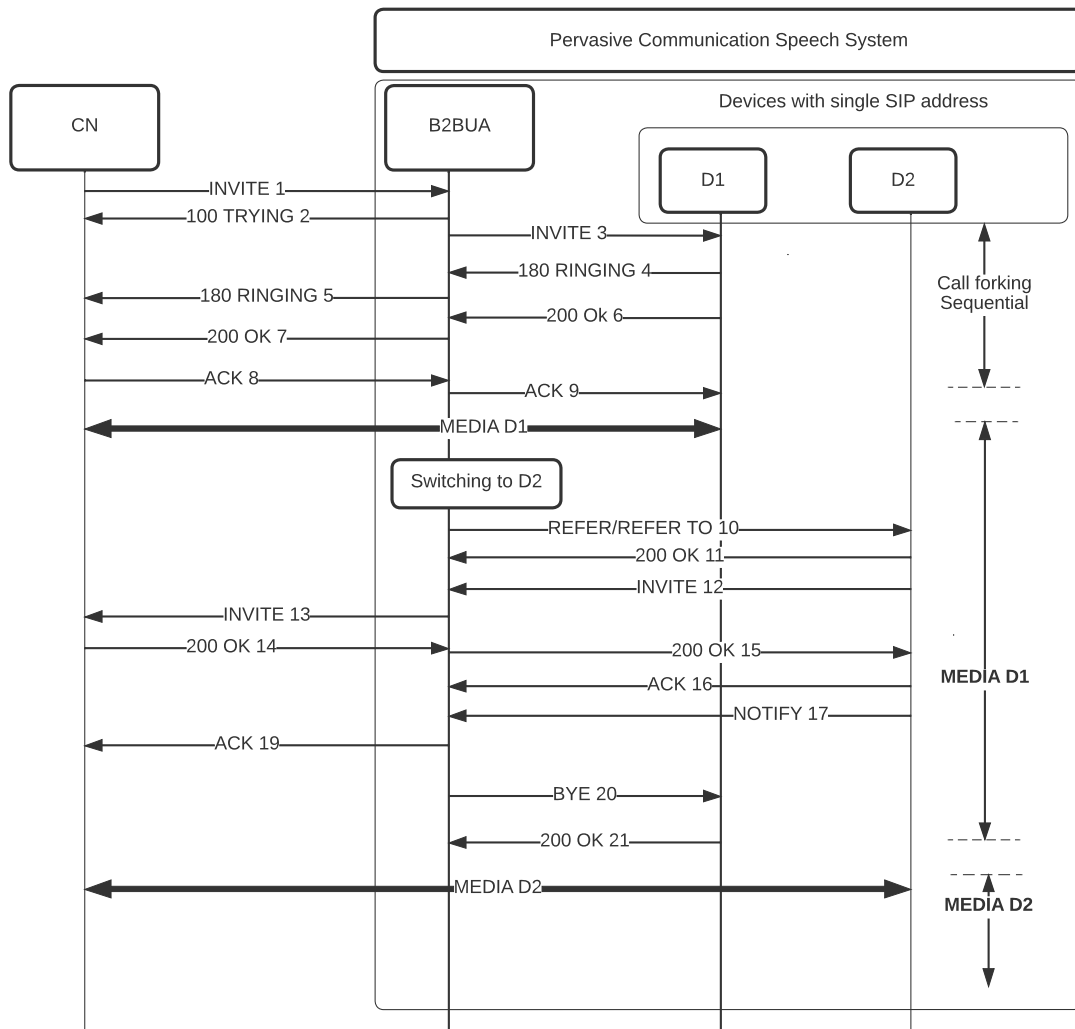 Pervasive Communication Speech System
Devices with single SIP address
CN
B2BUA
D1
D2
INVITE 1
100 TRYING 2
INVITE 3
180 RINGING 4
180 RINGING 5
200 Ok 6
200 OK 7
ACK 8
ACK 9
Call forking
Sequential
MEDIA D1
Switching to D2
REFER/REFER TO 10
200 OK 11
INVITE 12
INVITE 13
200 OK 14
200 OK 15
MEDIA D1
ACK 16
NOTIFY 17
ACK 19
BYE 20
200 OK 21
MEDIA D2
MEDIA D2